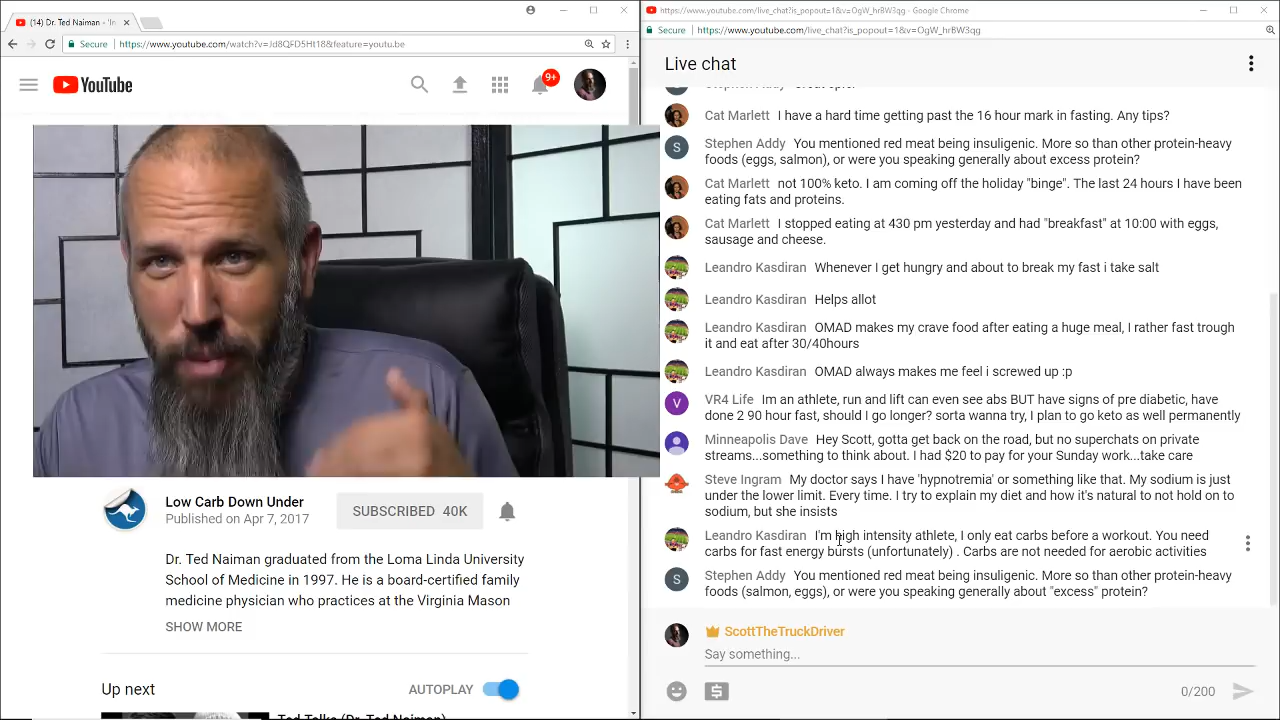 (14) Dr. Ted Naiman - 'In
Secure https://www.youtube.com/watch?v=Jd8QFD5Ht18&feature=youtu.be
YouTube
9+
Low Carb Down Under
Published on Apr 7, 2017
SUBSCRIBED 40K
Dr. Ted Naiman graduated from the Loma Linda University
School of Medicine in 1997. He is a board-certified family
medicine physician who practices at the Virginia Mason
SHOW MORE
Up next
AUTOPLAY
Ted Talks (Dr. Ted Naiman)
https://www.youtube.com/live_chat?is_popout=1&v=OgW_hrBW3qg - Google Chrome
Secure https://www.youtube.com/live_chat?is_popout=1&v=OgW_hrBW3qg
Live chat
Cat Marlett I have a hard time getting past the 16 hour mark in fasting. Any tips?
S
Stephen Addy You mentioned red meat being insuligenic. More so that other protein-heavy
foods (eggs, salmon), or were you speaking generally about excess protein?
Cat Marlett not 100% keto. I am coming off the holiday "binge". The last 24 hours I have been
eating fats and proteins.
Cat Marlett I stopped eating at 430 pm yesterday and had "breakfast" at 10:00 with eggs,
sausage and cheese.
Leandro Kasdiran Whenever I get hungry and about to break my fast i take salt
Leandro Kasdiran Helps allot
Leandro Kasdiran OMAD makes my crave food after eating a huge meal, I rather fast trough
it and eat after 30/40hours
Leandro Kasdiran OMAD always makes me feel i screwed up :p
V
VR4 Life Im an athlete, run and lift can even see abs BUT have signs of pre diabetic, have
done 2 90 hour fast, should I go longer? sorta wanna try, I plan to go keto as well permanently
Minneapolis Dave Hey Scott, gotta get back on the road, but no super chats on private
streams...something to think about. I had $20 to pay for your Sunday work...take care
Steve Ingram My doctor says I have 'hypotremia' or something like that. My sodium is just
under the lower limit. Every time. I try to explain my diet and how it's natural to not hold on to
sodium, but she insists
Leandro Kasdiran I'm high intensity athlete, I only eat carbs before a workout. You need
carbs for fast energy bursts (unfortunately) . Carbs are not needed for aerobic activities
S
Stephen Addy You mentioned red meat being insuligenic. More so that other protein-heavy
foods (salmon, eggs), or were you speaking generally about "excess" protein?
ScottTheTruckDriver
Say something...
0/200